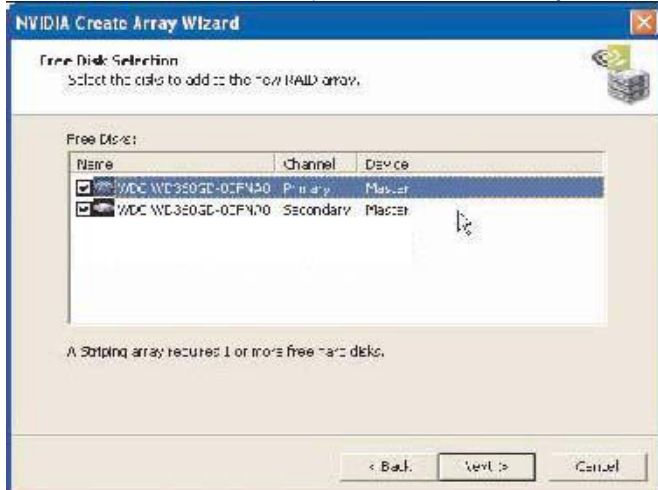 NVIDIA Create Array Wizard
Free Disk Selection
Select the disks to add to the new RAID array.
Free Disks:
Name Channel Device
WDC WD360GD-00FNA0 Primary Master
WDC WD360GD-00FNA0 Secondary Master
A Striping array requires 1 or more free hard disks.
< Back Next > Cancel